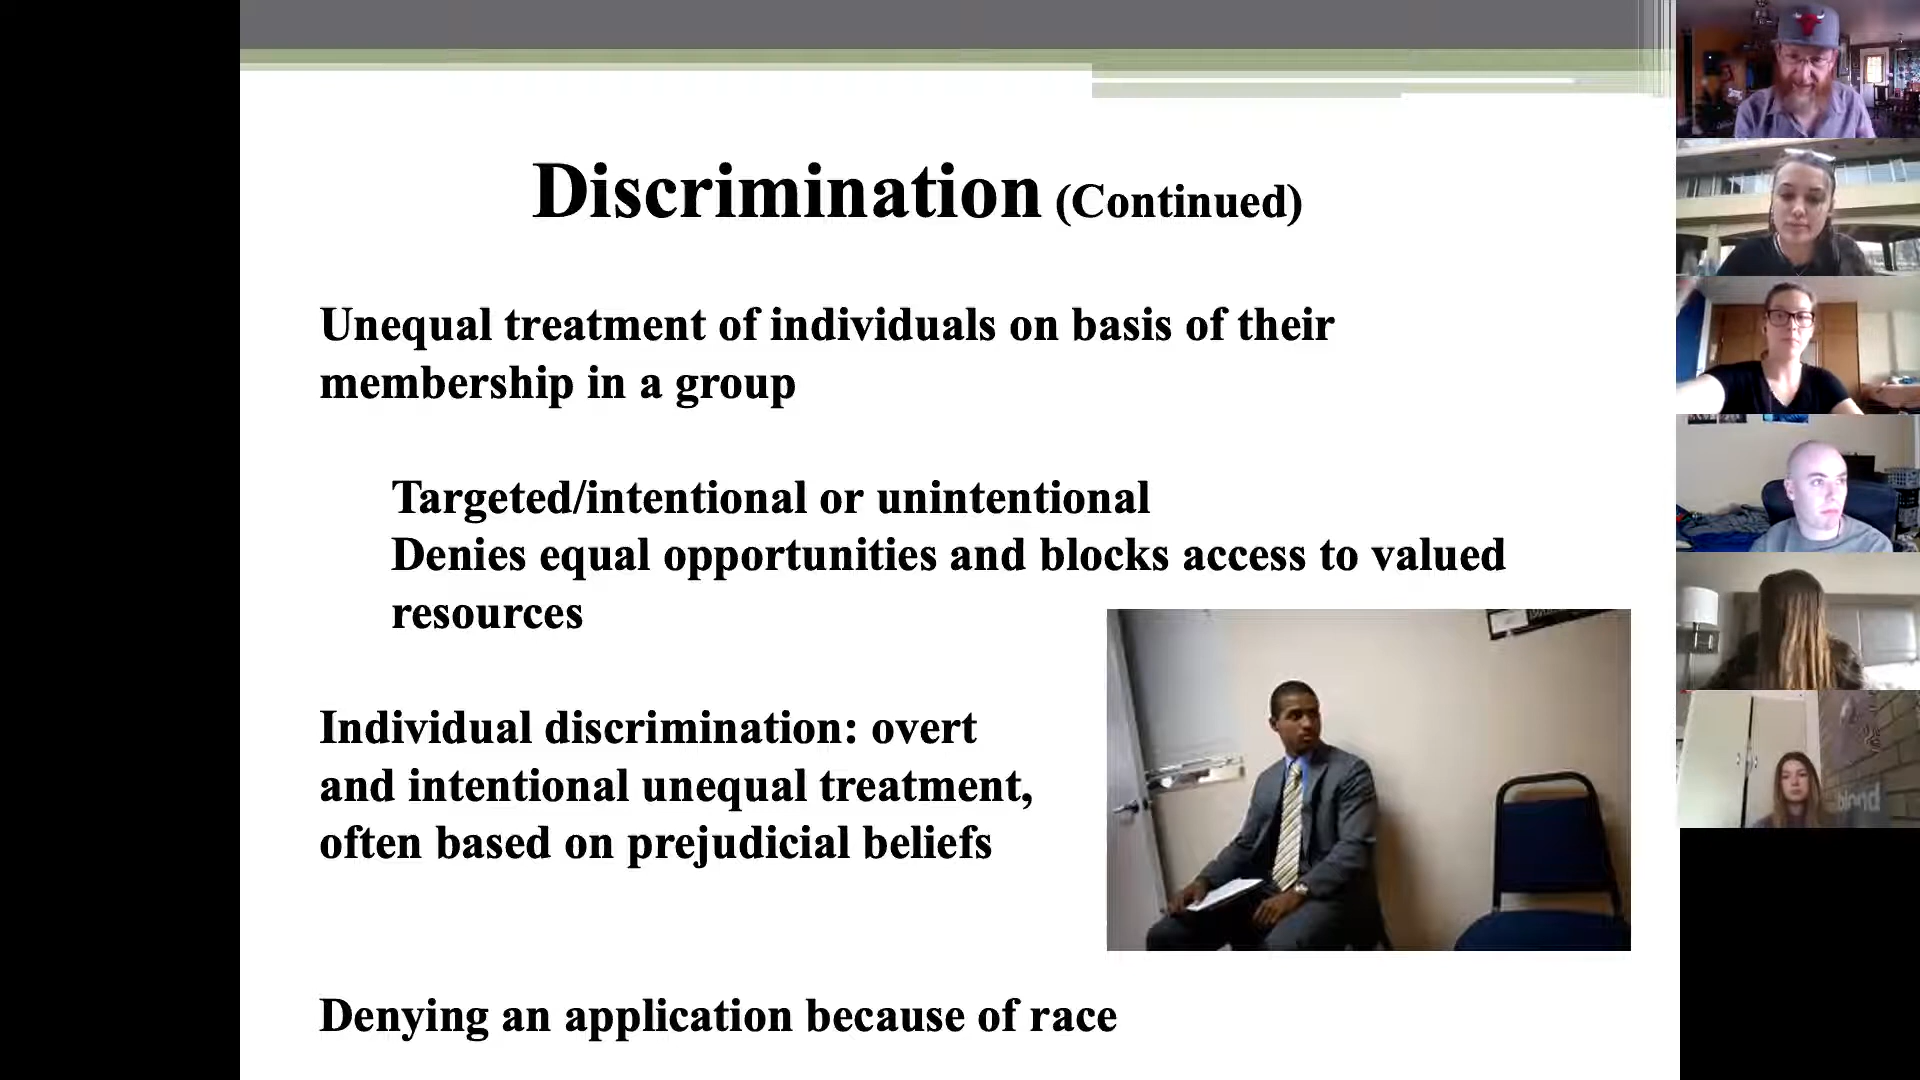 Discrimination (Continued)
Unequal treatment of individuals on basis of their
membership in a group
Targeted/intentional or unintentional
Denies equal opportunities and blocks access to valued
resources
Individual discrimination: overt
and intentional unequal treatment,
often based on prejudicial beliefs
Denying an application because of race
blond